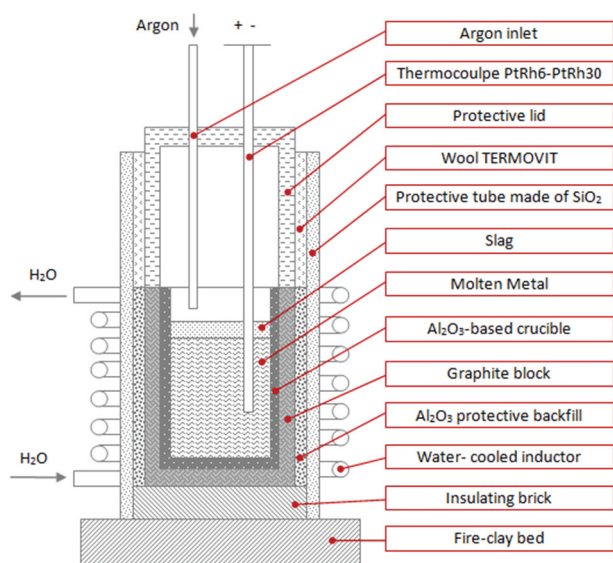 Argon
+ -
Argon inlet
Thermocoulpe PtRh6-PtRh30
Protective lid
Wool TERMOVIT
Protective tube made of SiO₂
Slag
H₂O
Molten Metal
Al₂O₃-based crucible
Graphite block
Al₂O₃ protective backfill
H₂O
Water- cooled inductor
Insulating brick
Fire-clay bed